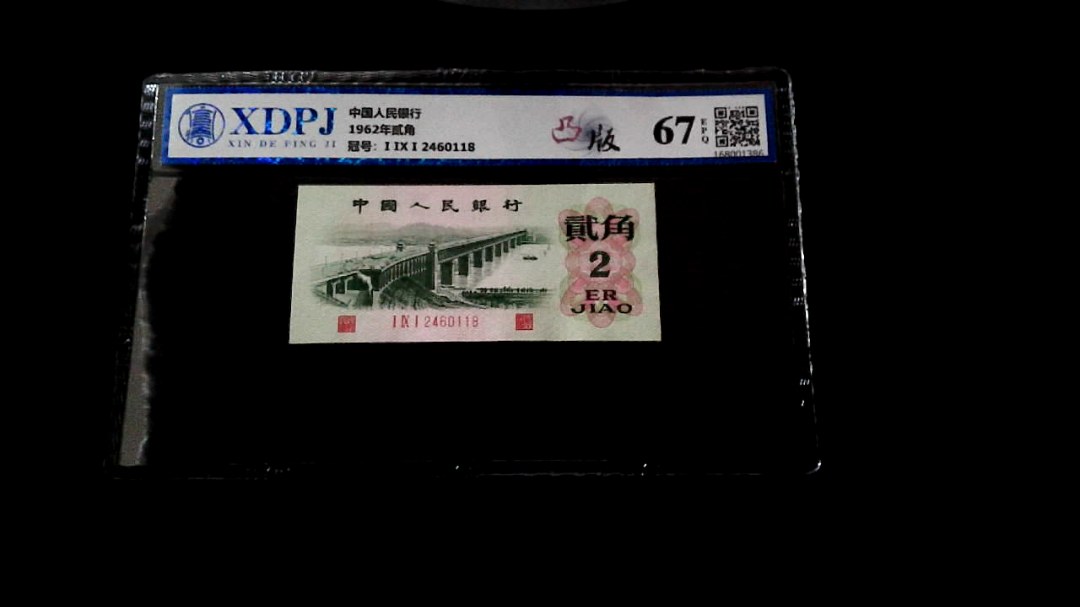 XDPJ
XIN DE PING JI
中国人民银行
1962年贰角
冠号: I IX I 2460118
凸版
67
EPQ
168001386
中國人民銀行
貳角
2
ER
JIAO
I IX I 2460118